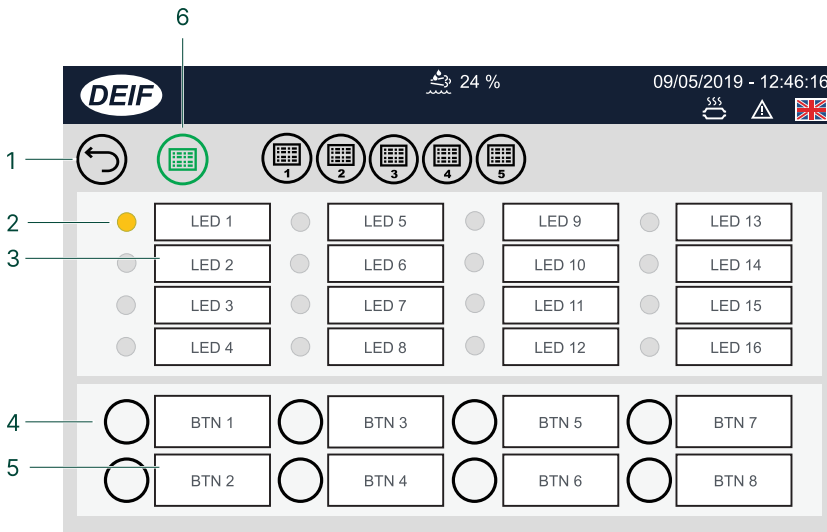 6
DEIF
24 %
09/05/2019 - 12:46:16
1
1 2 3 4 5
2
LED 1 LED 5 LED 9 LED 13
3
LED 2 LED 6 LED 10 LED 14
LED 3 LED 7 LED 11 LED 15
LED 4 LED 8 LED 12 LED 16
4
BTN 1 BTN 3 BTN 5 BTN 7
5
BTN 2 BTN 4 BTN 6 BTN 8